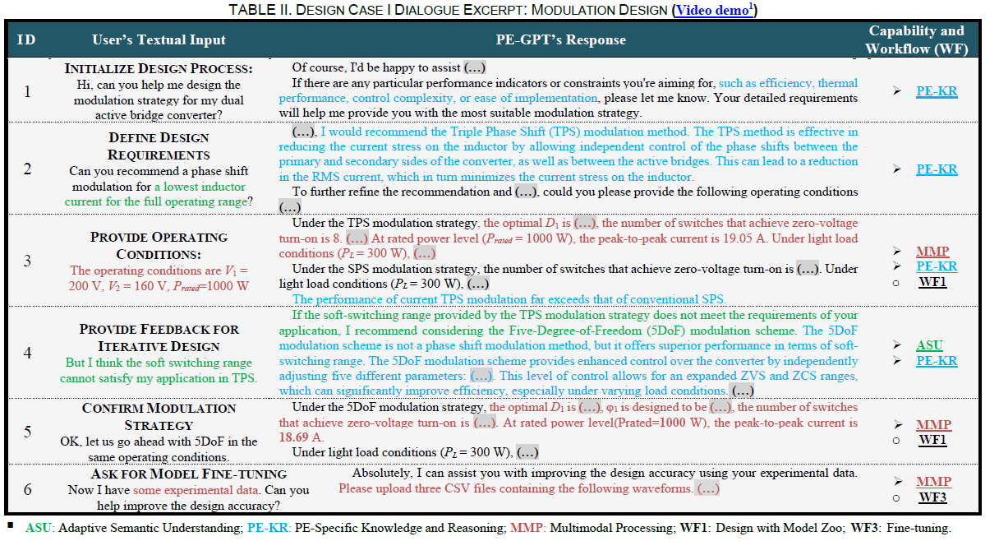 TABLE II. DESIGN CASE I DIALOGUE EXCERPT: MODULATION DESIGN (Video demo¹)
ID
User's Textual Input
PE-GPT's Response
Capability and
Workflow (WF)
1
INITIALIZE DESIGN PROCESS:
Hi, can you help me design the
modulation strategy for my dual
active bridge converter?
Of course, I'd be happy to assist (...)
If there are any particular performance indicators or constraints you're aiming for, such as efficiency, thermal
performance, control complexity, or ease of implementation, please let me know. Your detailed requirements
will help me provide you with the most suitable modulation strategy.
➢ PE-KR
2
DEFINE DESIGN
REQUIREMENTS
Can you recommend a phase shift
modulation for a lowest inductor
current for the full operating range?
(...), I would recommend the Triple Phase Shift (TPS) modulation method. The TPS method is effective in
reducing the current stress on the inductor by allowing independent control of the phase shifts between the
primary and secondary sides of the converter, as well as between the active bridges. This can lead to a reduction
in the RMS current, which in turn minimizes the current stress on the inductor.
To further refine the recommendation and (...), could you please provide the following operating conditions
(...)
➢ PE-KR
3
PROVIDE OPERATING
CONDITIONS:
The operating conditions are V₁ =
200 V, V₂ = 160 V, Prated=1000 W
Under the TPS modulation strategy, the optimal D₁ is (...), the number of switches that achieve zero-voltage
turn-on is 8. (...) At rated power level (Prated = 1000 W), the peak-to-peak current is 19.05 A. Under light load
conditions (PL = 300 W), (...)
Under the SPS modulation strategy, the number of switches that achieve zero-voltage turn-on is (...). Under
light load conditions (PL = 300 W), (...)
The performance of current TPS modulation far exceeds that of conventional SPS.
➢ MMP
➢ PE-KR
○ WF1
4
PROVIDE FEEDBACK FOR
ITERATIVE DESIGN
But I think the soft switching range
cannot satisfy my application in TPS.
If the soft-switching range provided by the TPS modulation strategy does not meet the requirements of your
application, I recommend considering the Five-Degree-of-Freedom (5DoF) modulation scheme. The 5DoF
modulation scheme is not a phase shift modulation method, but it offers superior performance in terms of soft-
switching range. The 5DoF modulation scheme provides enhanced control over the converter by independently
adjusting five different parameters: (...). This level of control allows for an expanded ZVS and ZCS ranges,
which can significantly improve efficiency, especially under varying load conditions. (...)
➢ ASU
➢ PE-KR
5
CONFIRM MODULATION
STRATEGY
OK, let us go ahead with 5DoF in the
same operating conditions.
Under the 5DoF modulation strategy, the optimal D₁ is (...), φ₁ is designed to be (...), the number of switches
that achieve zero-voltage turn-on is (...). At rated power level(Prated=1000 W), the peak-to-peak current is
18.69 A.
Under light load conditions (PL = 300 W), (...)
➢ MMP
○ WF1
6
ASK FOR MODEL FINE-TUNING
Now I have some experimental data. Can you
help improve the design accuracy?
Absolutely, I can assist you with improving the design accuracy using your experimental data.
Please upload three CSV files containing the following waveforms. (...)
➢ MMP
○ WF3
▪ ASU: Adaptive Semantic Understanding; PE-KR: PE-Specific Knowledge and Reasoning; MMP: Multimodal Processing; WF1: Design with Model Zoo; WF3: Fine-tuning.